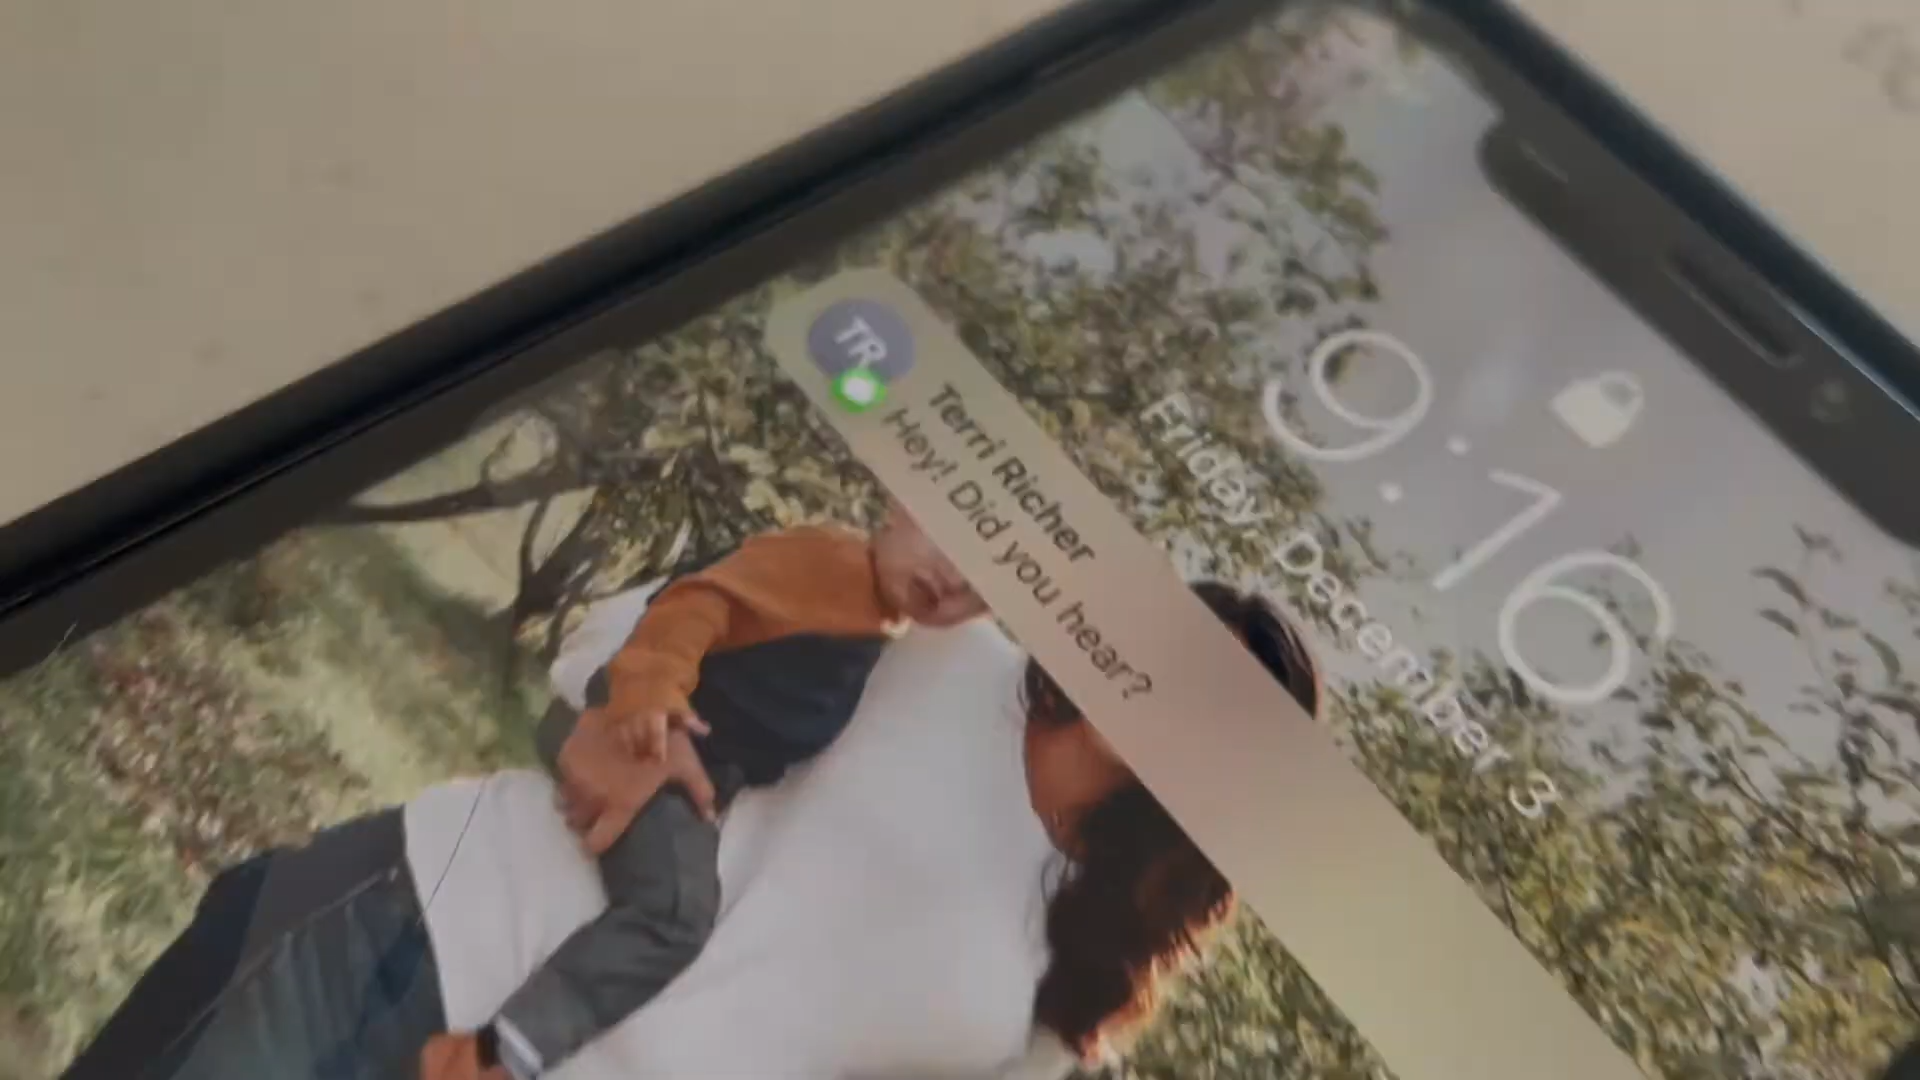 9:16
Friday, December 3
TR
Terri Richer
Hey! Did you hear?